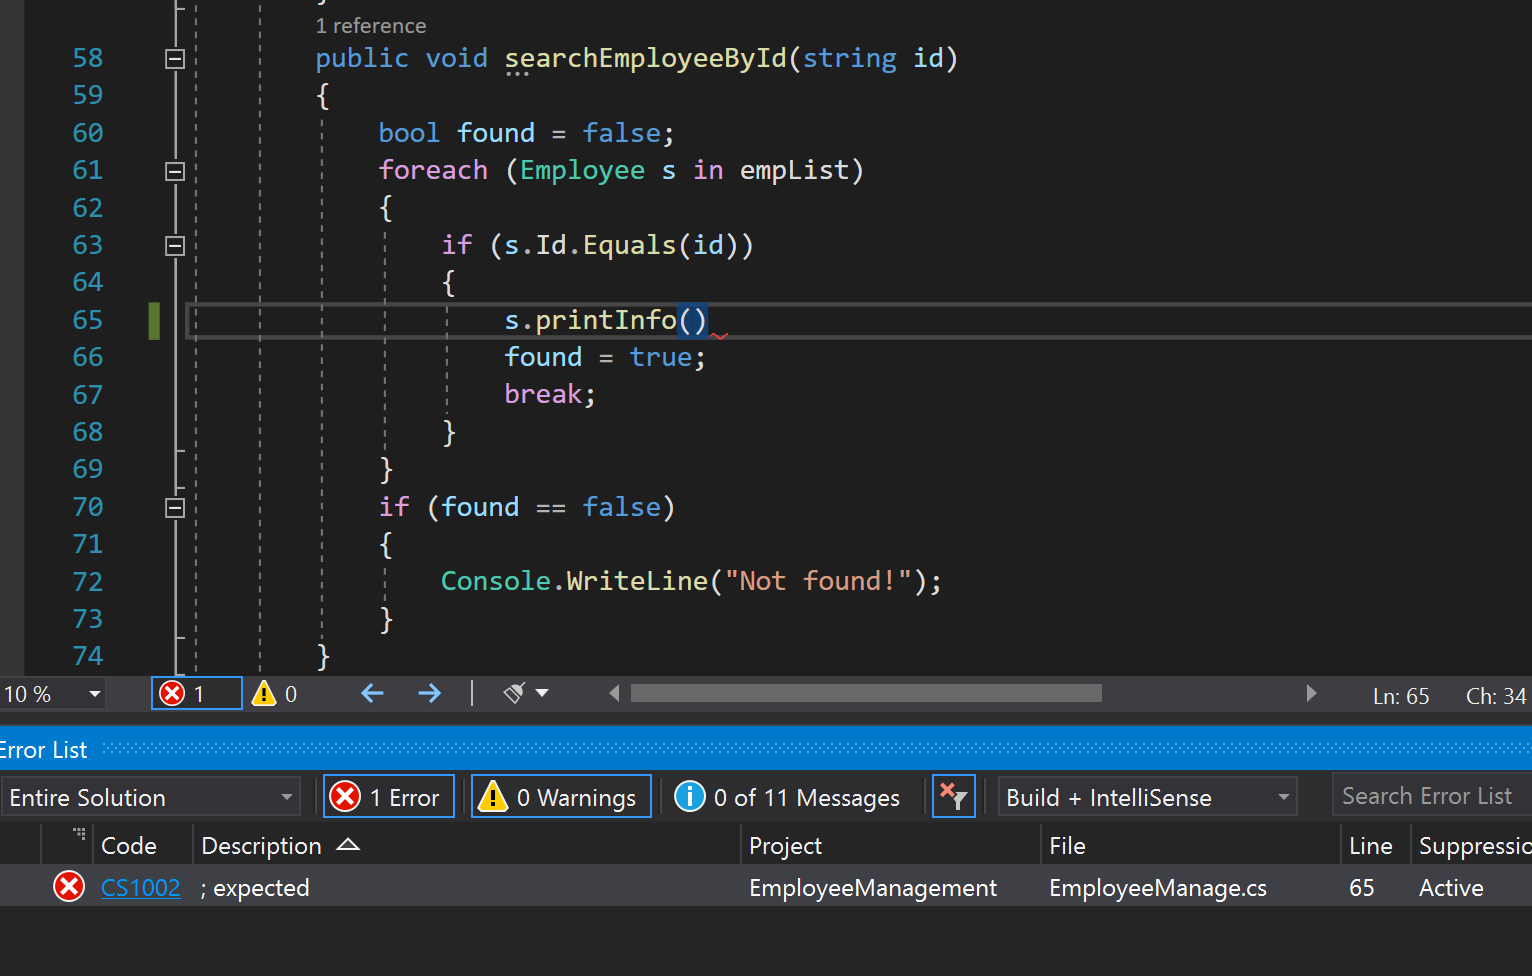 1 reference
58 public void searchEmployeeById(string id)
59 {
60 bool found = false;
61 foreach (Employee s in empList)
62 {
63 if (s.Id.Equals(id))
64 {
65 s.printInfo()
66 found = true;
67 break;
68 }
69 }
70 if (found == false)
71 {
72 Console.WriteLine("Not found!");
73 }
74 }
10 % 1 0 Ln: 65 Ch: 34
Error List
Entire Solution 1 Error 0 Warnings 0 of 11 Messages Build + IntelliSense Search Error List
Code Description Project File Line Suppressio
CS1002 ; expected EmployeeManagement EmployeeManage.cs 65 Active